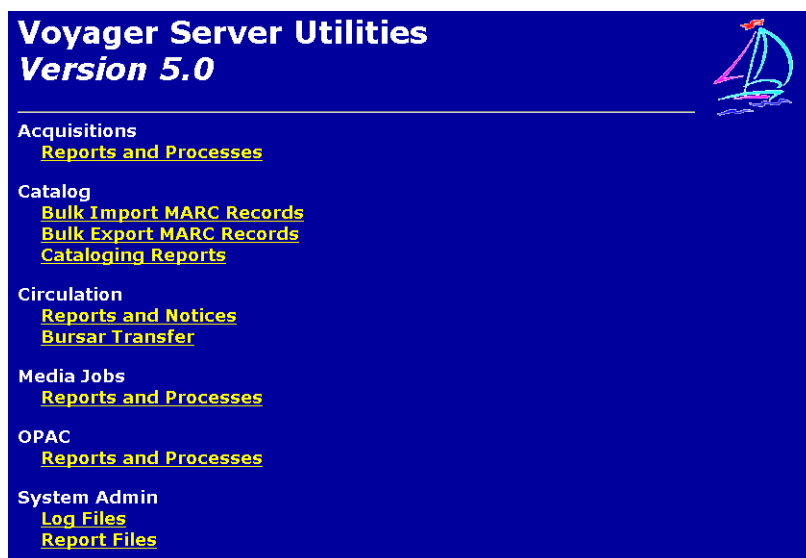 Voyager Server Utilities
Version 5.0
Acquisitions
Reports and Processes
Catalog
Bulk Import MARC Records
Bulk Export MARC Records
Cataloging Reports
Circulation
Reports and Notices
Bursar Transfer
Media Jobs
Reports and Processes
OPAC
Reports and Processes
System Admin
Log Files
Report Files